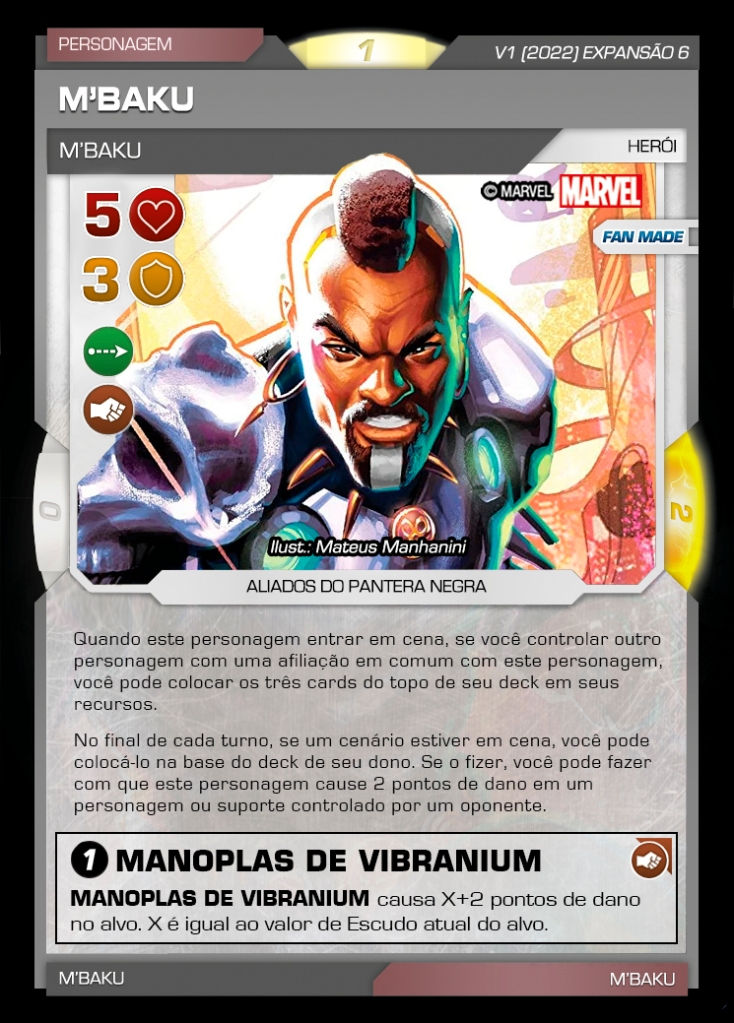 PERSONAGEM
1
V1 (2022) EXPANSÃO 6
M'BAKU
M'BAKU
HERÓI
5
© MARVEL MARVEL
FAN MADE
3
0
2
Ilust.: Mateus Manhanini
ALIADOS DO PANTERA NEGRA
Quando este personagem entrar em cena, se você controlar outro
personagem com uma afiliação em comum com este personagem,
você pode colocar os três cards do topo de seu deck em seus
recursos.
No final de cada turno, se um cenário estiver em cena, você pode
colocá-lo na base do deck de seu dono. Se o fizer, você pode fazer
com que este personagem cause 2 pontos de dano em um
personagem ou suporte controlado por um oponente.
1 MANOPLAS DE VIBRANIUM
MANOPLAS DE VIBRANIUM causa X+2 pontos de dano
no alvo. X é igual ao valor de Escudo atual do alvo.
M'BAKU
M'BAKU